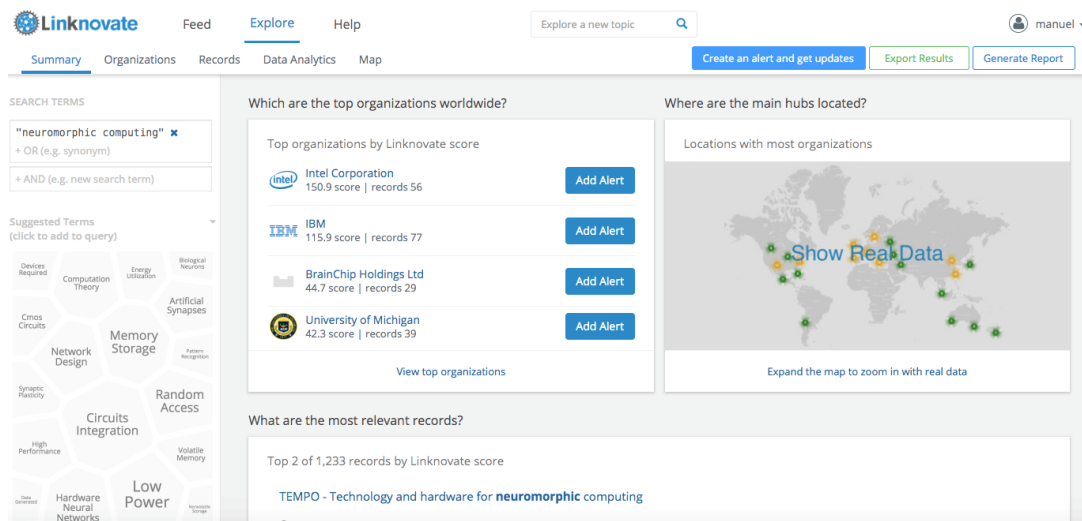 Linknovate
Feed
Explore
Help
Explore a new topic
manuel
Summary
Organizations
Records
Data Analytics
Map
Create an alert and get updates
Export Results
Generate Report
SEARCH TERMS
"neuromorphic computing" ×
+ OR (e.g. synonym)
+ AND (e.g. new search term)
Suggested Terms
(click to add to query)
Devices
Required
Computation
Theory
Energy
Utilization
Biological
Neurons
Artificial
Synapses
Cmos
Circuits
Memory
Storage
Network
Design
Pattern
Recognition
Synaptic
Plasticity
Random
Access
Circuits
Integration
High
Performance
Volatile
Memory
Low
Power
Data
Generated
Hardware
Neural
Networks
Nonvolatile
Storage
Which are the top organizations worldwide?
Top organizations by Linknovate score
intel
Intel Corporation
150.9 score | records 56
Add Alert
IBM
IBM
115.9 score | records 77
Add Alert
BrainChip Holdings Ltd
44.7 score | records 29
Add Alert
University of Michigan
42.3 score | records 39
Add Alert
View top organizations
Where are the main hubs located?
Locations with most organizations
Show Real Data
Expand the map to zoom in with real data
What are the most relevant records?
Top 2 of 1,233 records by Linknovate score
TEMPO - Technology and hardware for neuromorphic computing